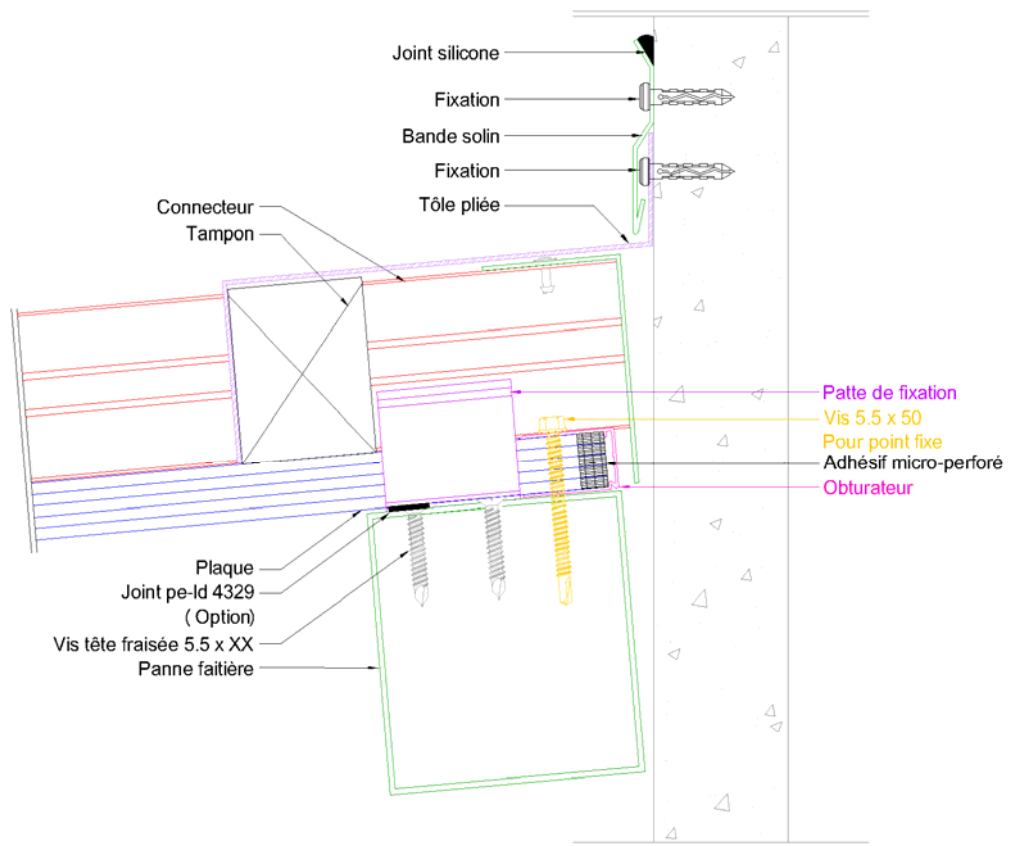 Joint silicone
Fixation
Bande solin
Fixation
Tôle pliée
Connecteur
Tampon
Patte de fixation
Vis 5.5 x 50
Pour point fixe
Adhésif micro-perforé
Obturateur
Plaque
Joint pe-ld 4329
( Option)
Vis tête fraisée 5.5 x XX
Panne faitière